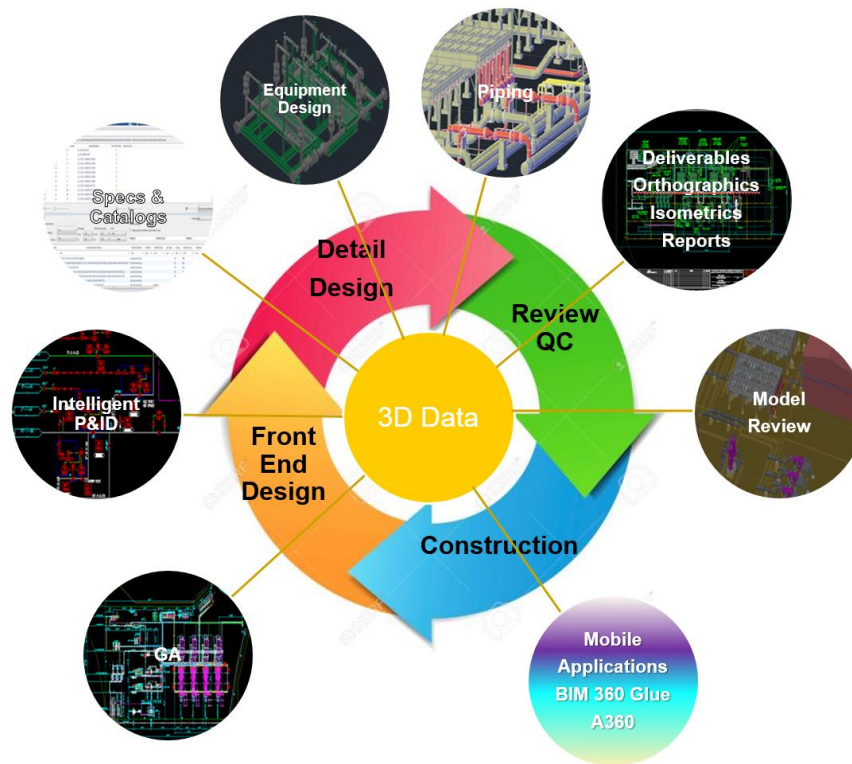 Equipment
Design
Piping
Specs &
Catalogs
Deliverables
Orthographics
Isometrics
Reports
Detail
Design
Review
QC
Intelligent
P&ID
3D Data
Model
Review
Front
End
Design
Construction
GA
Mobile
Applications
BIM 360 Glue
A360